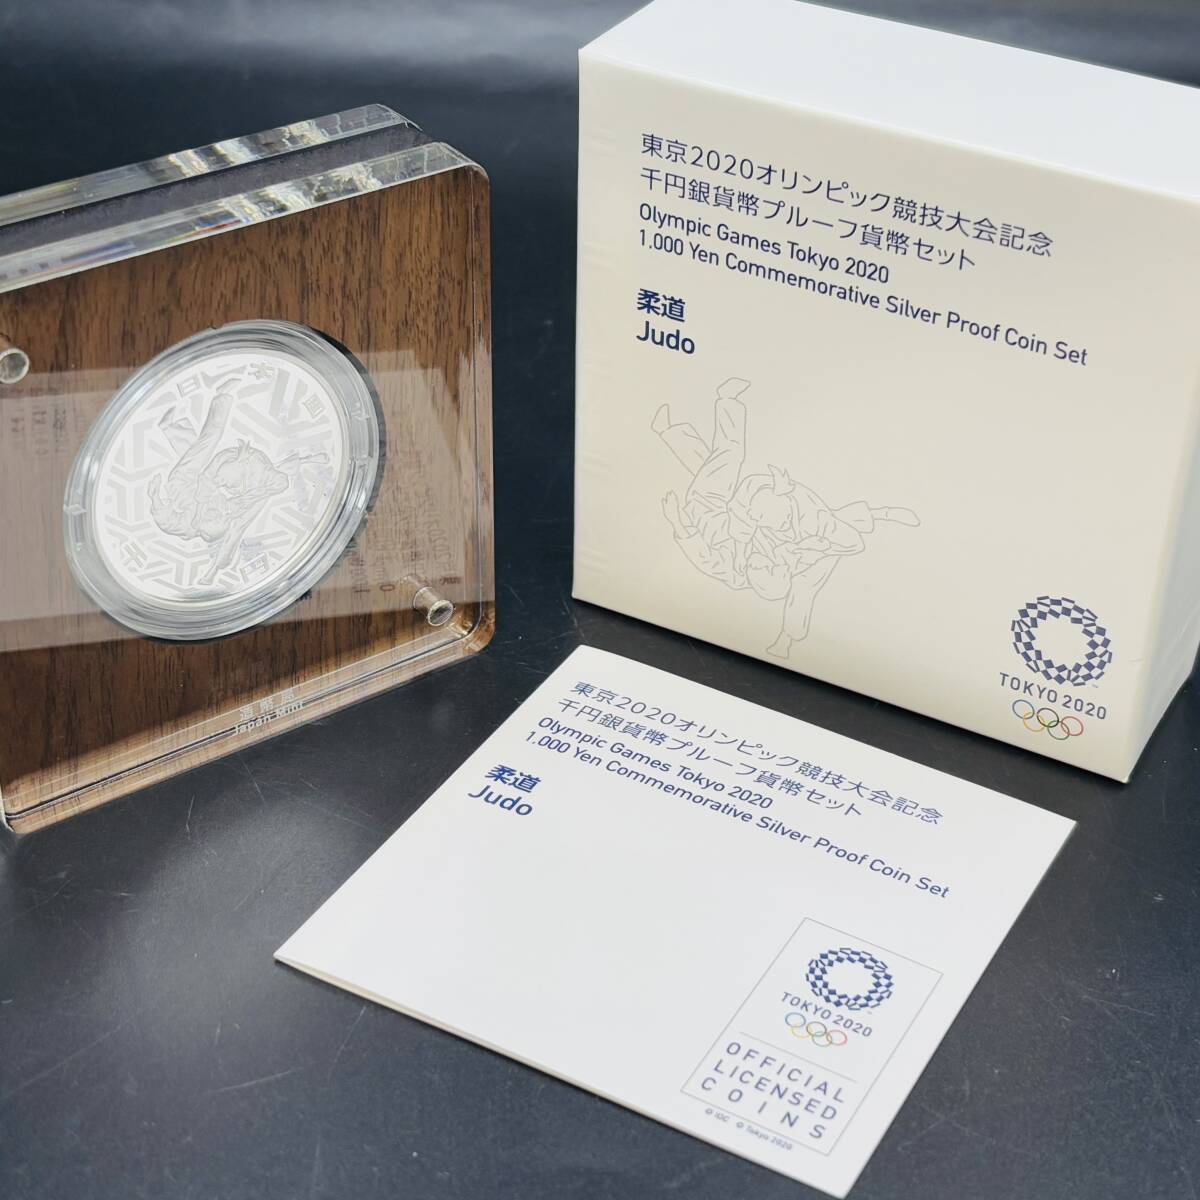 東京2020オリンピック競技大会記念
千円銀貨幣プルーフ貨幣セット
Olympic Games Tokyo 2020
1,000 Yen Commemorative Silver Proof Coin Set
柔道
Judo
TOKYO 2020
日本国
造幣局
Japan Mint
東京2020オリンピック競技大会記念
千円銀貨幣プルーフ貨幣セット
Olympic Games Tokyo 2020
1,000 Yen Commemorative Silver Proof Coin Set
柔道
Judo
TOKYO 2020
OFFICIAL
LICENSED
COINS
© IOC © Tokyo 2020